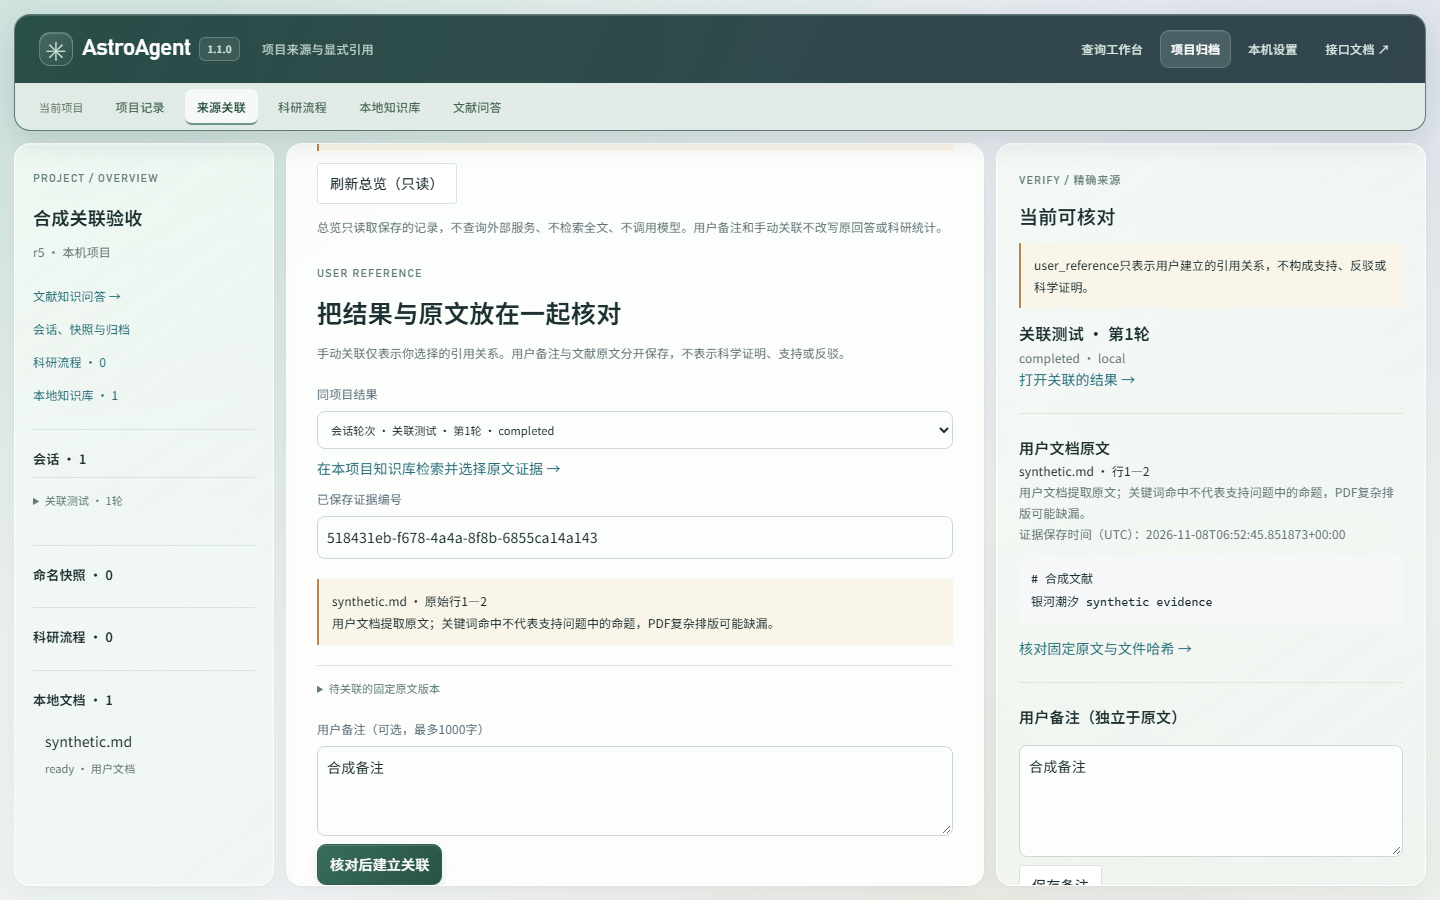 AstroAgent 1.1.0 项目来源与显式引用
查询工作台 项目归档 本机设置 接口文档 ↗
当前项目 项目记录 来源关联 科研流程 本地知识库 文献问答
PROJECT / OVERVIEW
合成关联验收
r5 · 本机项目
文献知识问答 →
会话、快照与归档
科研流程 · 0
本地知识库 · 1
会话 · 1
▶ 关联测试 · 1轮
命名快照 · 0
科研流程 · 0
本地文档 · 1
synthetic.md
ready · 用户文档
刷新总览（只读）
总览只读取保存的记录，不查询外部服务、不检索全文、不调用模型。用户备注和手动关联不改写原回答或科研统计。
USER REFERENCE
把结果与原文放在一起核对
手动关联仅表示你选择的引用关系。用户备注与文献原文分开保存，不表示科学证明、支持或反驳。
同项目结果
会话轮次 · 关联测试 · 第1轮 · completed
在本项目知识库检索并选择原文证据 →
已保存证据编号
518431eb-f678-4a4a-8f8b-6855ca14a143
synthetic.md · 原始行1—2
用户文档提取原文；关键词命中不代表支持问题中的命题，PDF复杂排版可能缺漏。
▶ 待关联的固定原文版本
用户备注（可选，最多1000字）
合成备注
核对后建立关联
VERIFY / 精确来源
当前可核对
user_reference只表示用户建立的引用关系，不构成支持、反驳或
科学证明。
关联测试 · 第1轮
completed · local
打开关联的结果 →
用户文档原文
synthetic.md · 行1—2
用户文档提取原文；关键词命中不代表支持问题中的命题，PDF复杂排
版可能缺漏。
证据保存时间（UTC）：2026-11-08T06:52:45.851873+00:00
# 合成文献
银河潮汐 synthetic evidence
核对固定原文与文件哈希 →
用户备注（独立于原文）
合成备注
保存备注